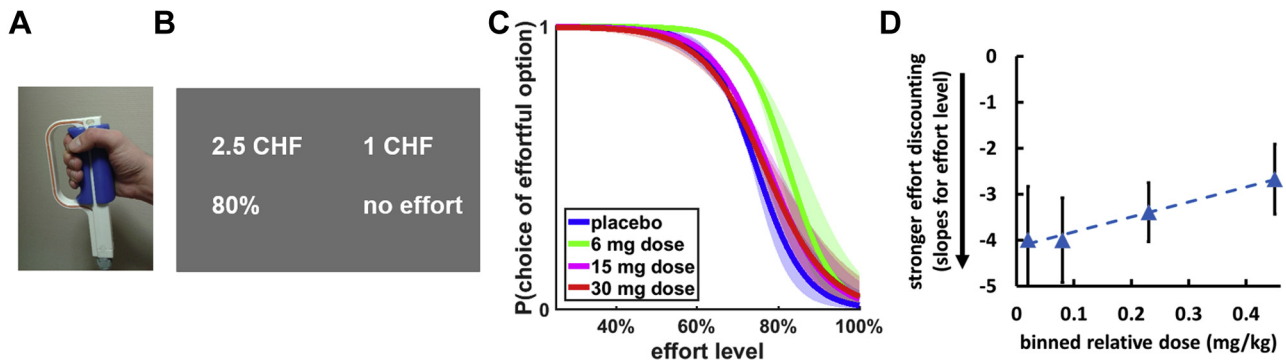 A
B
2.5 CHF 1 CHF
80% no effort
C
P(choice of effortful option)
1
0
placebo
6 mg dose
15 mg dose
30 mg dose
40% 60% 80% 100%
effort level
D
stronger effort discounting
(slopes for effort level)
0
-1
-2
-3
-4
-5
0 0.1 0.2 0.3 0.4
binned relative dose (mg/kg)